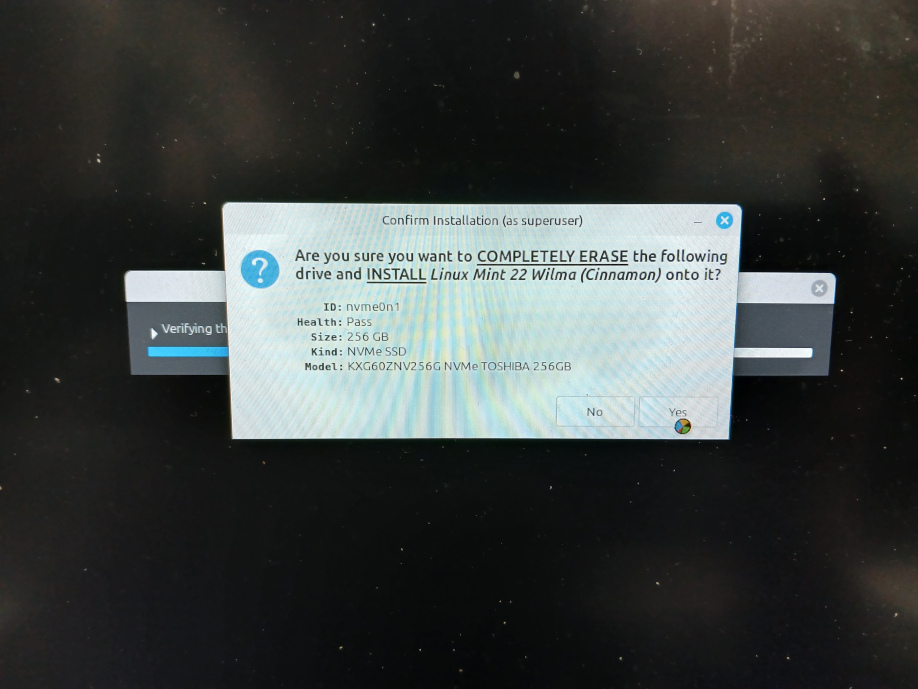 Confirm Installation (as superuser)
Are you sure you want to COMPLETELY ERASE the following
drive and INSTALL Linux Mint 22 Wilma (Cinnamon) onto it?
ID: nvme0n1
Health: Pass
Size: 256 GB
Kind: NVMe SSD
Model: KXG60ZNV256G NVMe TOSHIBA 256GB
Verifying th
No
Yes